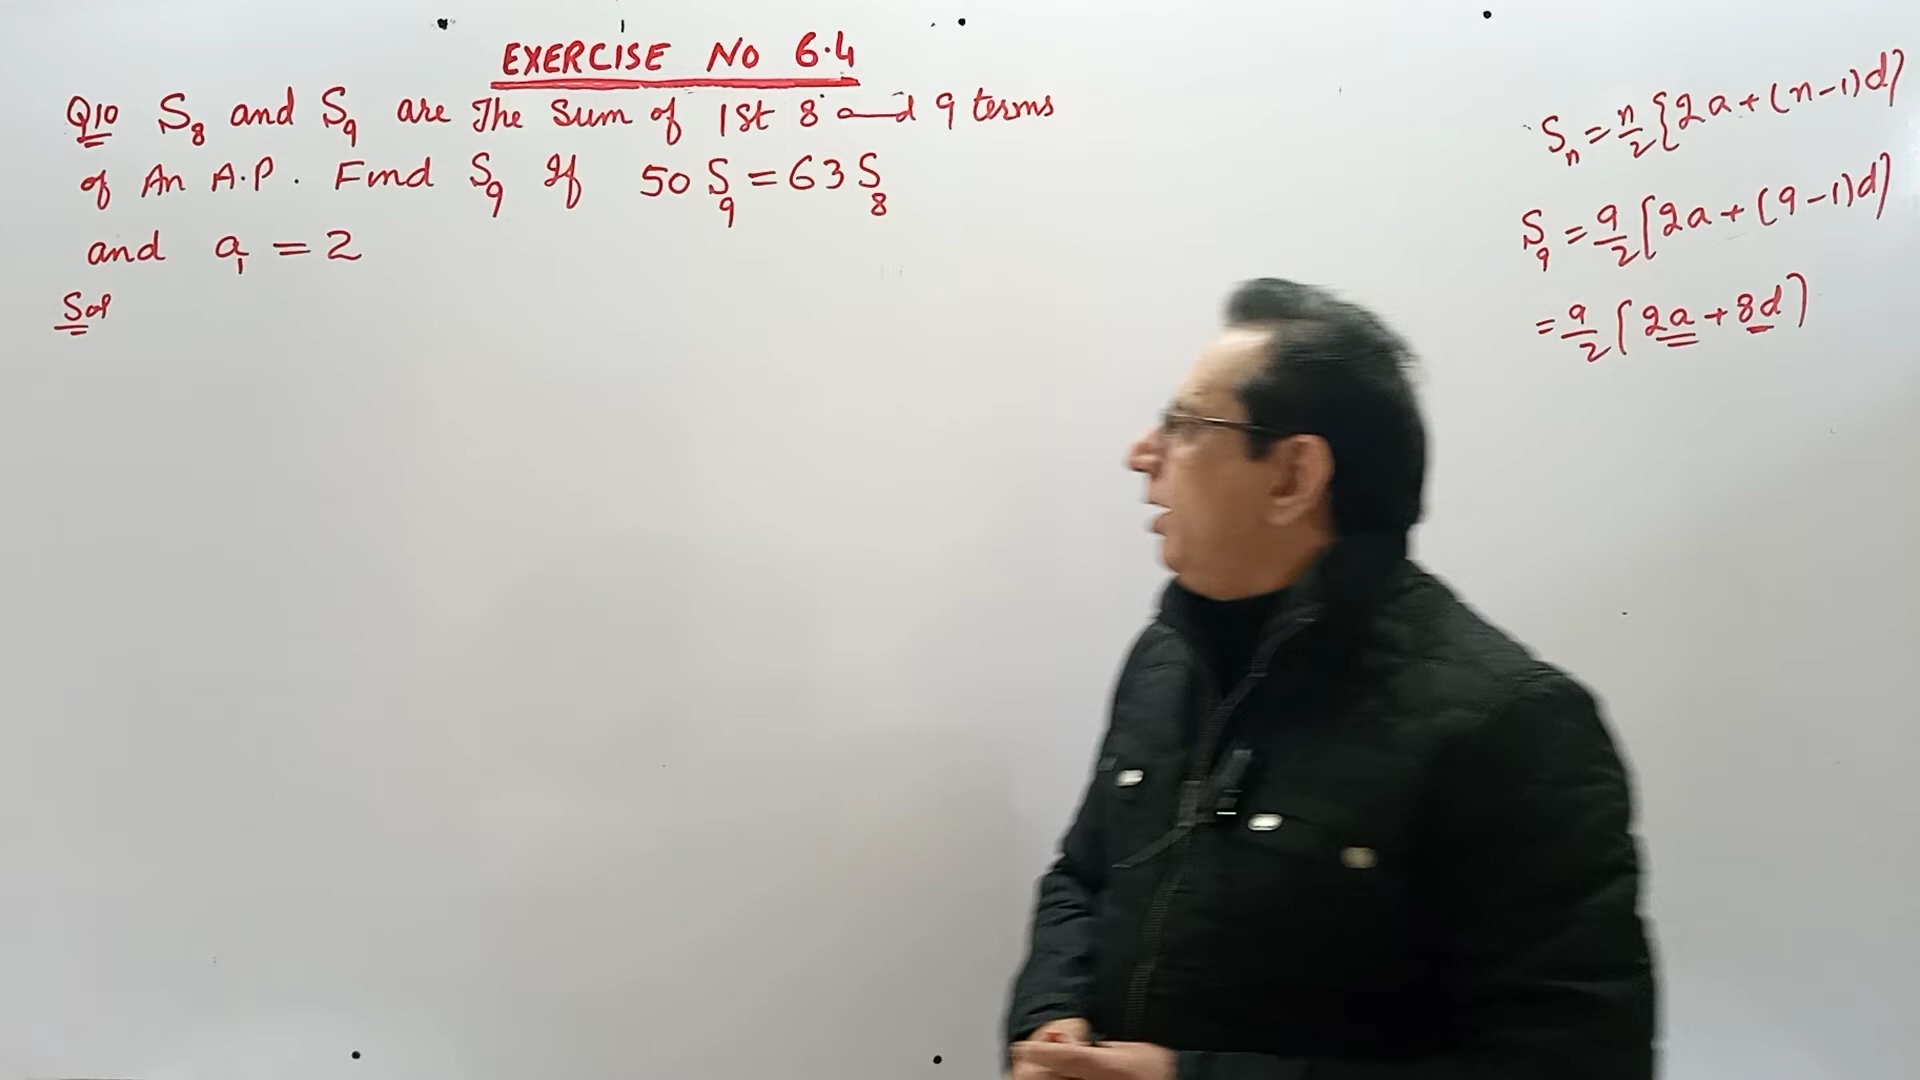 EXERCISE NO 6.4
Q10 S₈ and S₉ are The Sum of 1st 8 and 9 terms
of An A.P. Find S₉ If 50 S₉ = 63 S₈
and a₁ = 2
Sol
Sₙ = n/2 {2a + (n-1)d}
S₉ = 9/2 [2a + (9-1)d]
= 9/2 [2a + 8d]